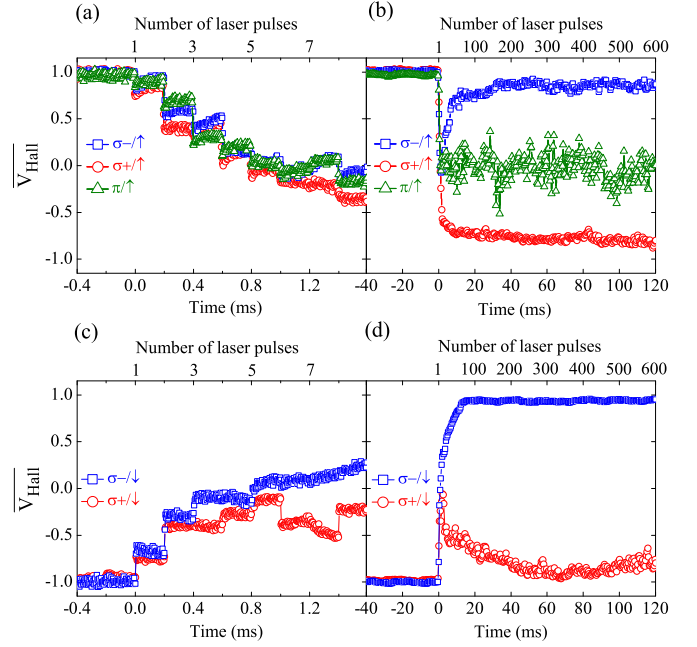 (a)
Number of laser pulses
1 3 5 7
1.0
0.5
0.0
-0.5
-1.0
V_Hall
σ−/↑
σ+/↑
π/↑
-0.4 0.0 0.4 0.8 1.2
Time (ms)
(b)
Number of laser pulses
1 100 200 300 400 500 600
-40 0 20 40 60 80 100 120
Time (ms)
(c)
Number of laser pulses
1 3 5 7
1.0
0.5
0.0
-0.5
-1.0
V_Hall
σ−/↓
σ+/↓
-0.4 0.0 0.4 0.8 1.2
Time (ms)
(d)
Number of laser pulses
1 100 200 300 400 500 600
σ−/↓
σ+/↓
-40 0 20 40 60 80 100 120
Time (ms)